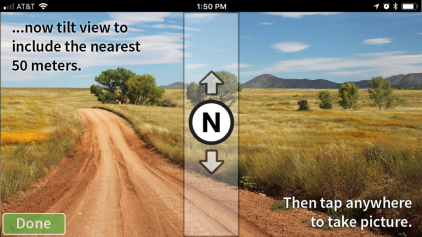 AT&T
1:50 PM
...now tilt view to
include the nearest
50 meters.
N
Then tap anywhere
to take picture.
Done